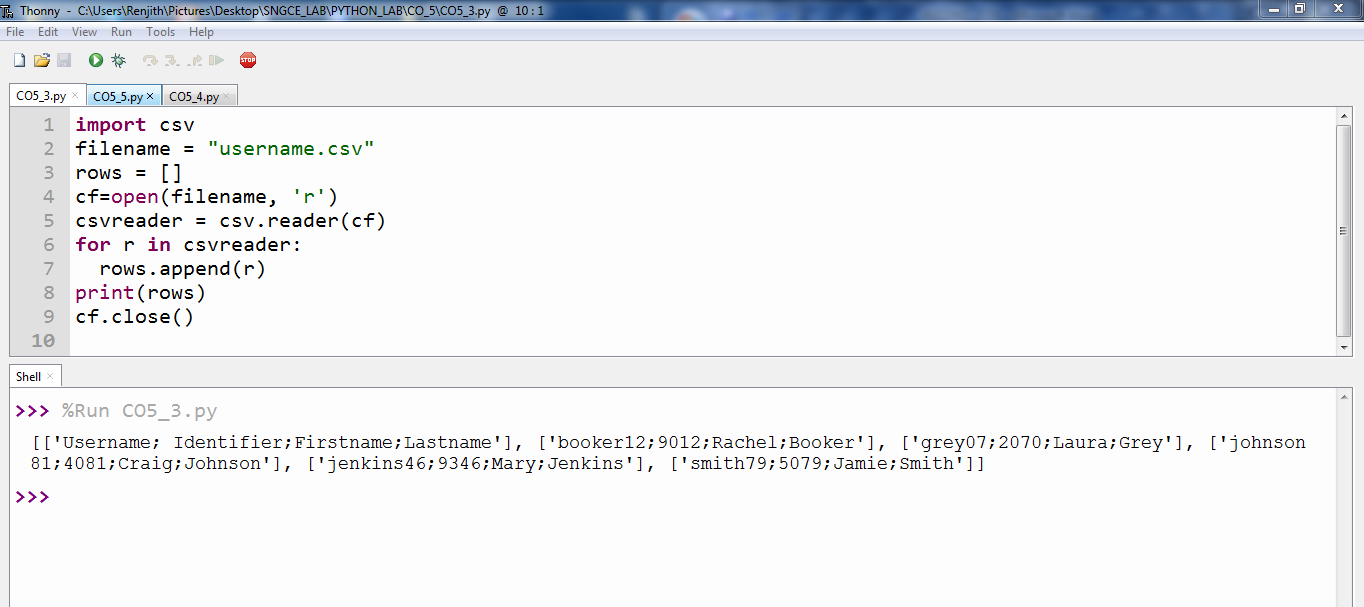 Thonny - C:\Users\Renjith\Pictures\Desktop\SNGCE_LAB\PYTHON_LAB\CO_5\CO5_3.py @ 10 : 1
File Edit View Run Tools Help
STOP
CO5_3.py × CO5_5.py × CO5_4.py ×
1 import csv
2 filename = "username.csv"
3 rows = []
4 cf=open(filename, 'r')
5 csvreader = csv.reader(cf)
6 for r in csvreader:
7   rows.append(r)
8 print(rows)
9 cf.close()
10
Shell ×
>>> %Run CO5_3.py
[['Username; Identifier;Firstname;Lastname'], ['booker12;9012;Rachel;Booker'], ['grey07;2070;Laura;Grey'], ['johnson
81;4081;Craig;Johnson'], ['jenkins46;9346;Mary;Jenkins'], ['smith79;5079;Jamie;Smith']]
>>>